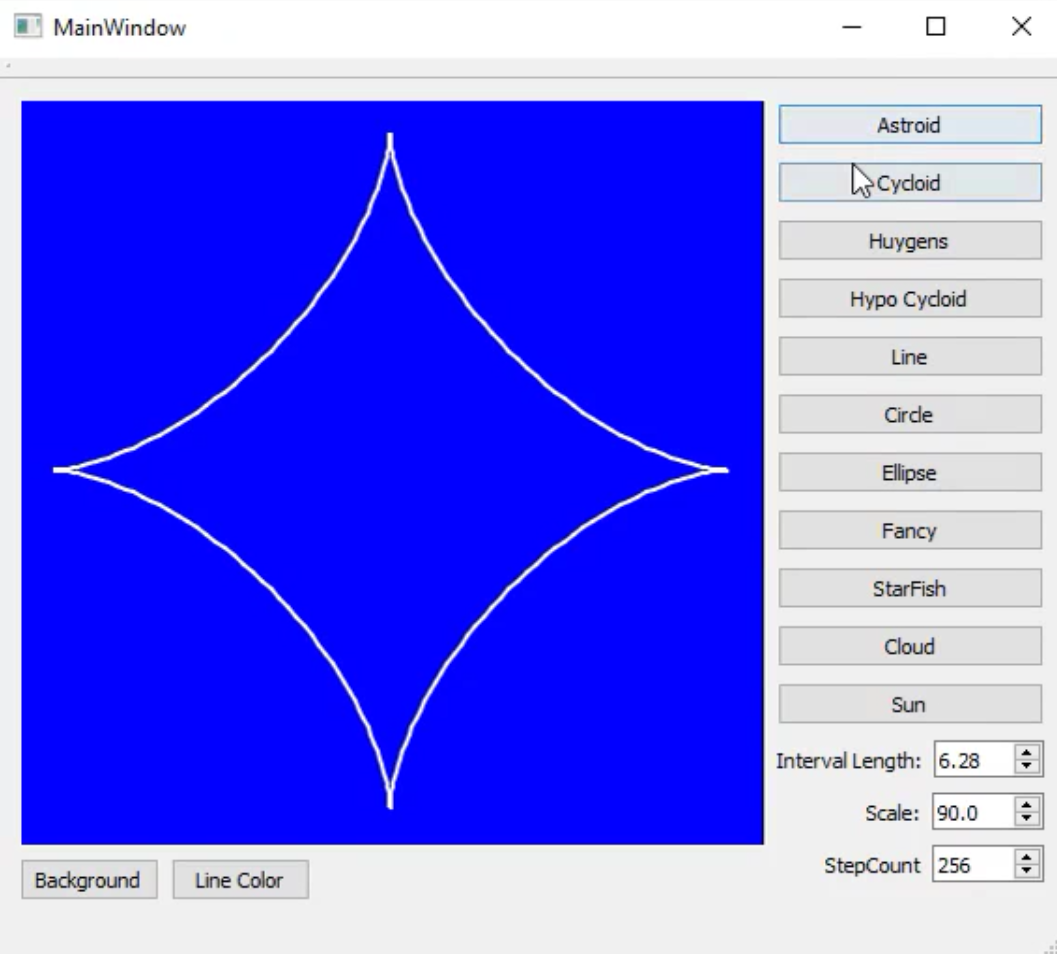 MainWindow
Astroid
Cycloid
Huygens
Hypo Cycloid
Line
Circle
Ellipse
Fancy
StarFish
Cloud
Sun
Interval Length: 6.28
Scale: 90.0
StepCount 256
Background Line Color